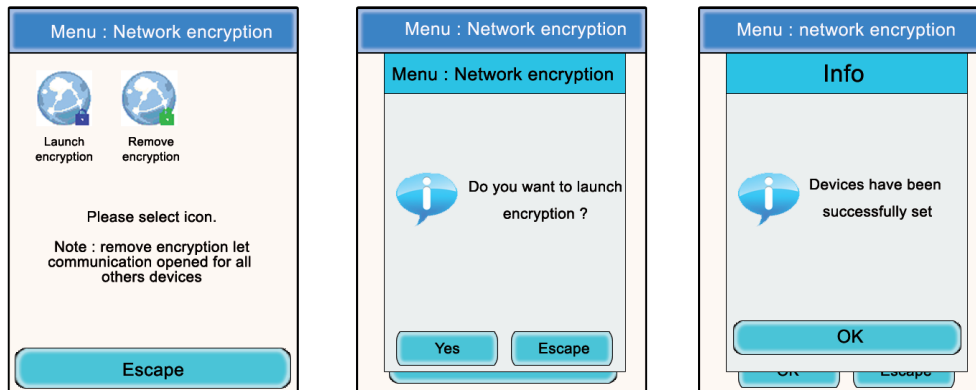 Menu : Network encryption
Launch
encryption
Remove
encryption
Please select icon.
Note : remove encryption let
communication opened for all
others devices
Escape
Menu : Network encryption
Menu : Network encryption
Do you want to launch
encryption ?
Yes
Escape
Menu : network encryption
Info
Devices have been
successfully set
OK
OK
Escape